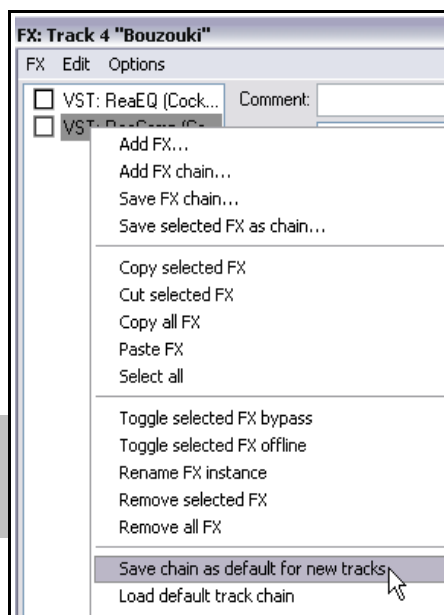 FX: Track 4 "Bouzouki"
FX Edit Options
VST: ReaEQ (Cock... Comment:
VST:
Add FX...
Add FX chain...
Save FX chain...
Save selected FX as chain...
Copy selected FX
Cut selected FX
Copy all FX
Paste FX
Select all
Toggle selected FX bypass
Toggle selected FX offline
Rename FX instance
Remove selected FX
Remove all FX
Save chain as default for new tracks
Load default track chain